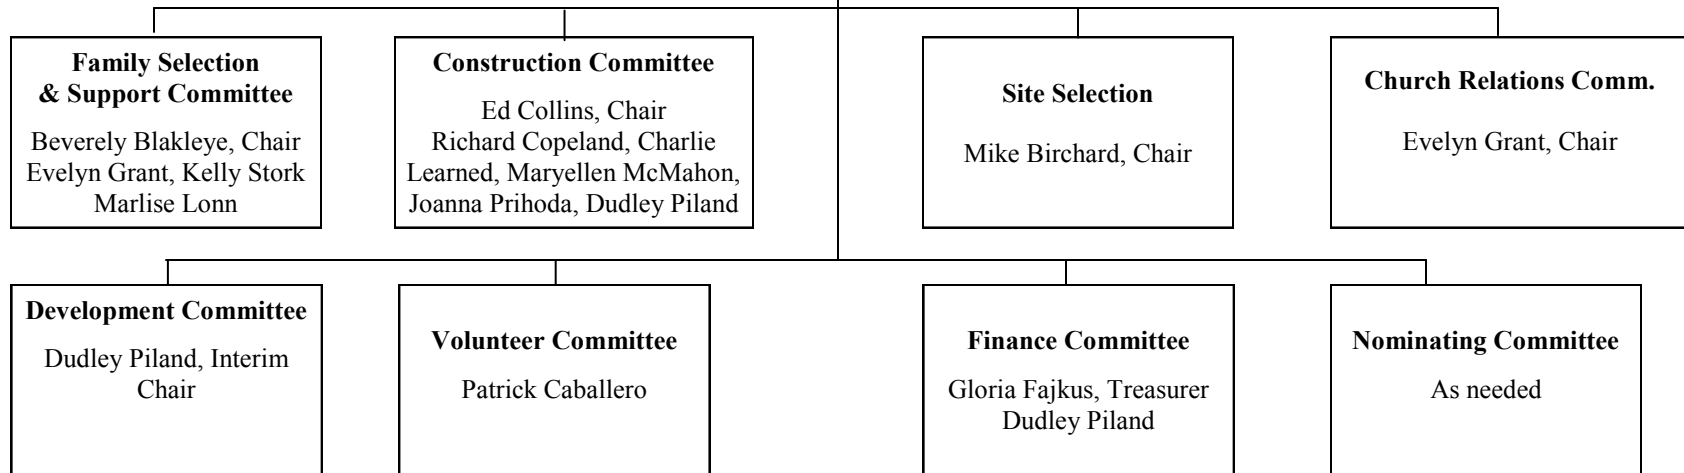 Family Selection
& Support Committee
Beverely Blakleye, Chair
Evelyn Grant, Kelly Stork
Marlise Lonn
Construction Committee
Ed Collins, Chair
Richard Copeland, Charlie
Learned, Maryellen McMahon,
Joanna Prihoda, Dudley Piland
Site Selection
Mike Birchard, Chair
Church Relations Comm.
Evelyn Grant, Chair
Development Committee
Dudley Piland, Interim
Chair
Volunteer Committee
Patrick Caballero
Finance Committee
Gloria Fajkus, Treasurer
Dudley Piland
Nominating Committee
As needed